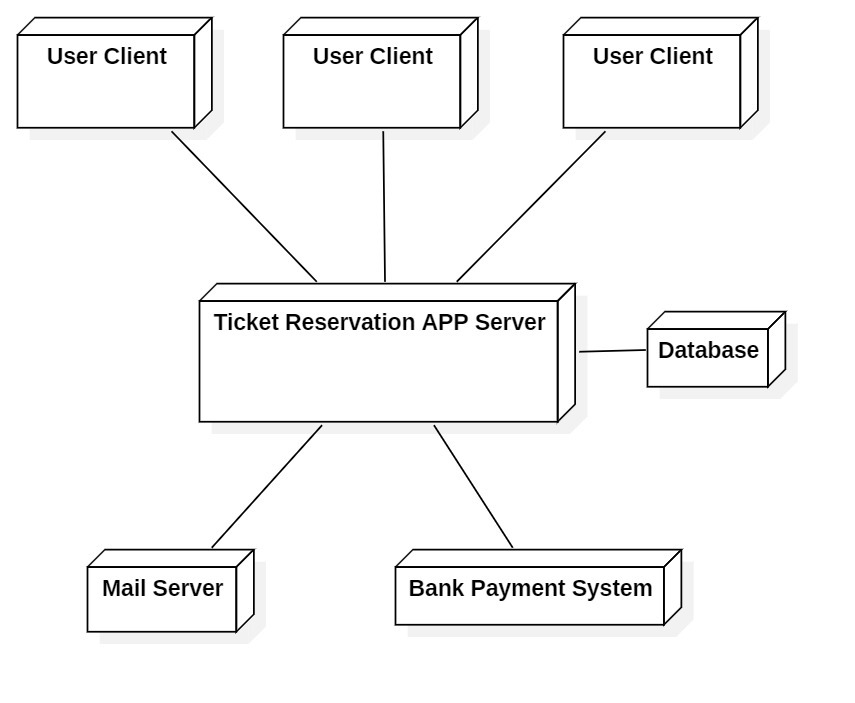 User Client
User Client
User Client
Ticket Reservation APP Server
Database
Mail Server
Bank Payment System